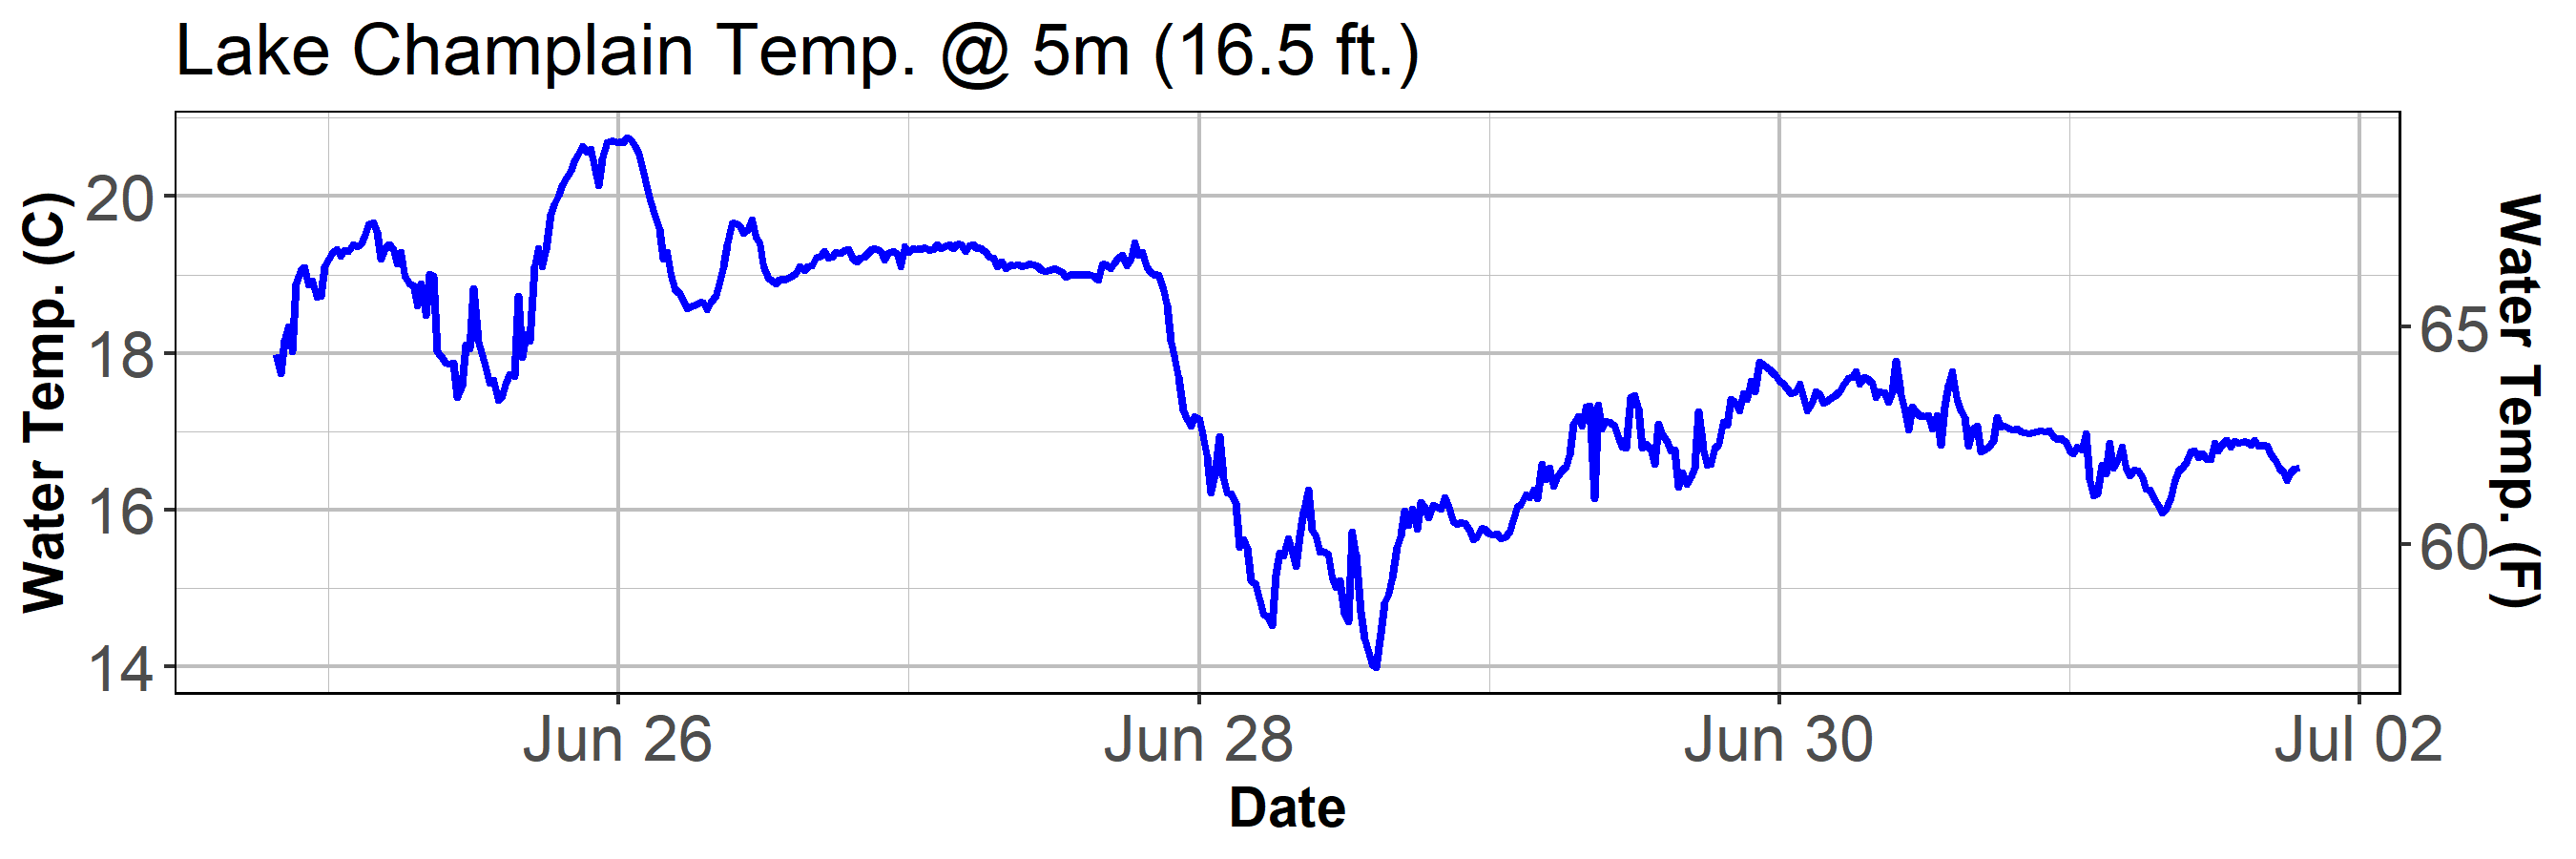 Lake Champlain Temp. @ 5m (16.5 ft.)
Water Temp. (C)
20
18
16
14
65
60
Water Temp. (F)
Jun 26
Jun 28
Jun 30
Jul 02
Date